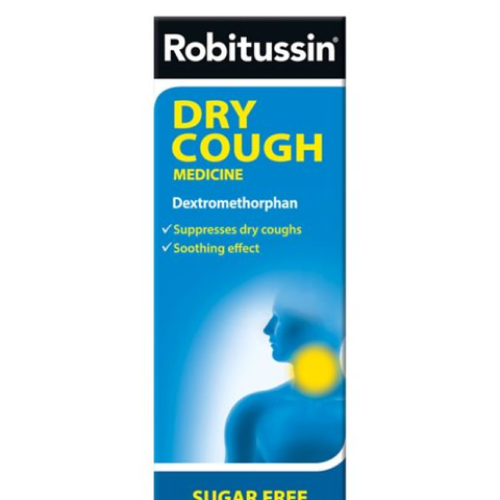 Robitussin®
DRY
COUGH
MEDICINE
Dextromethorphan
✓ Suppresses dry coughs
✓ Soothing effect
SUGAR FREE